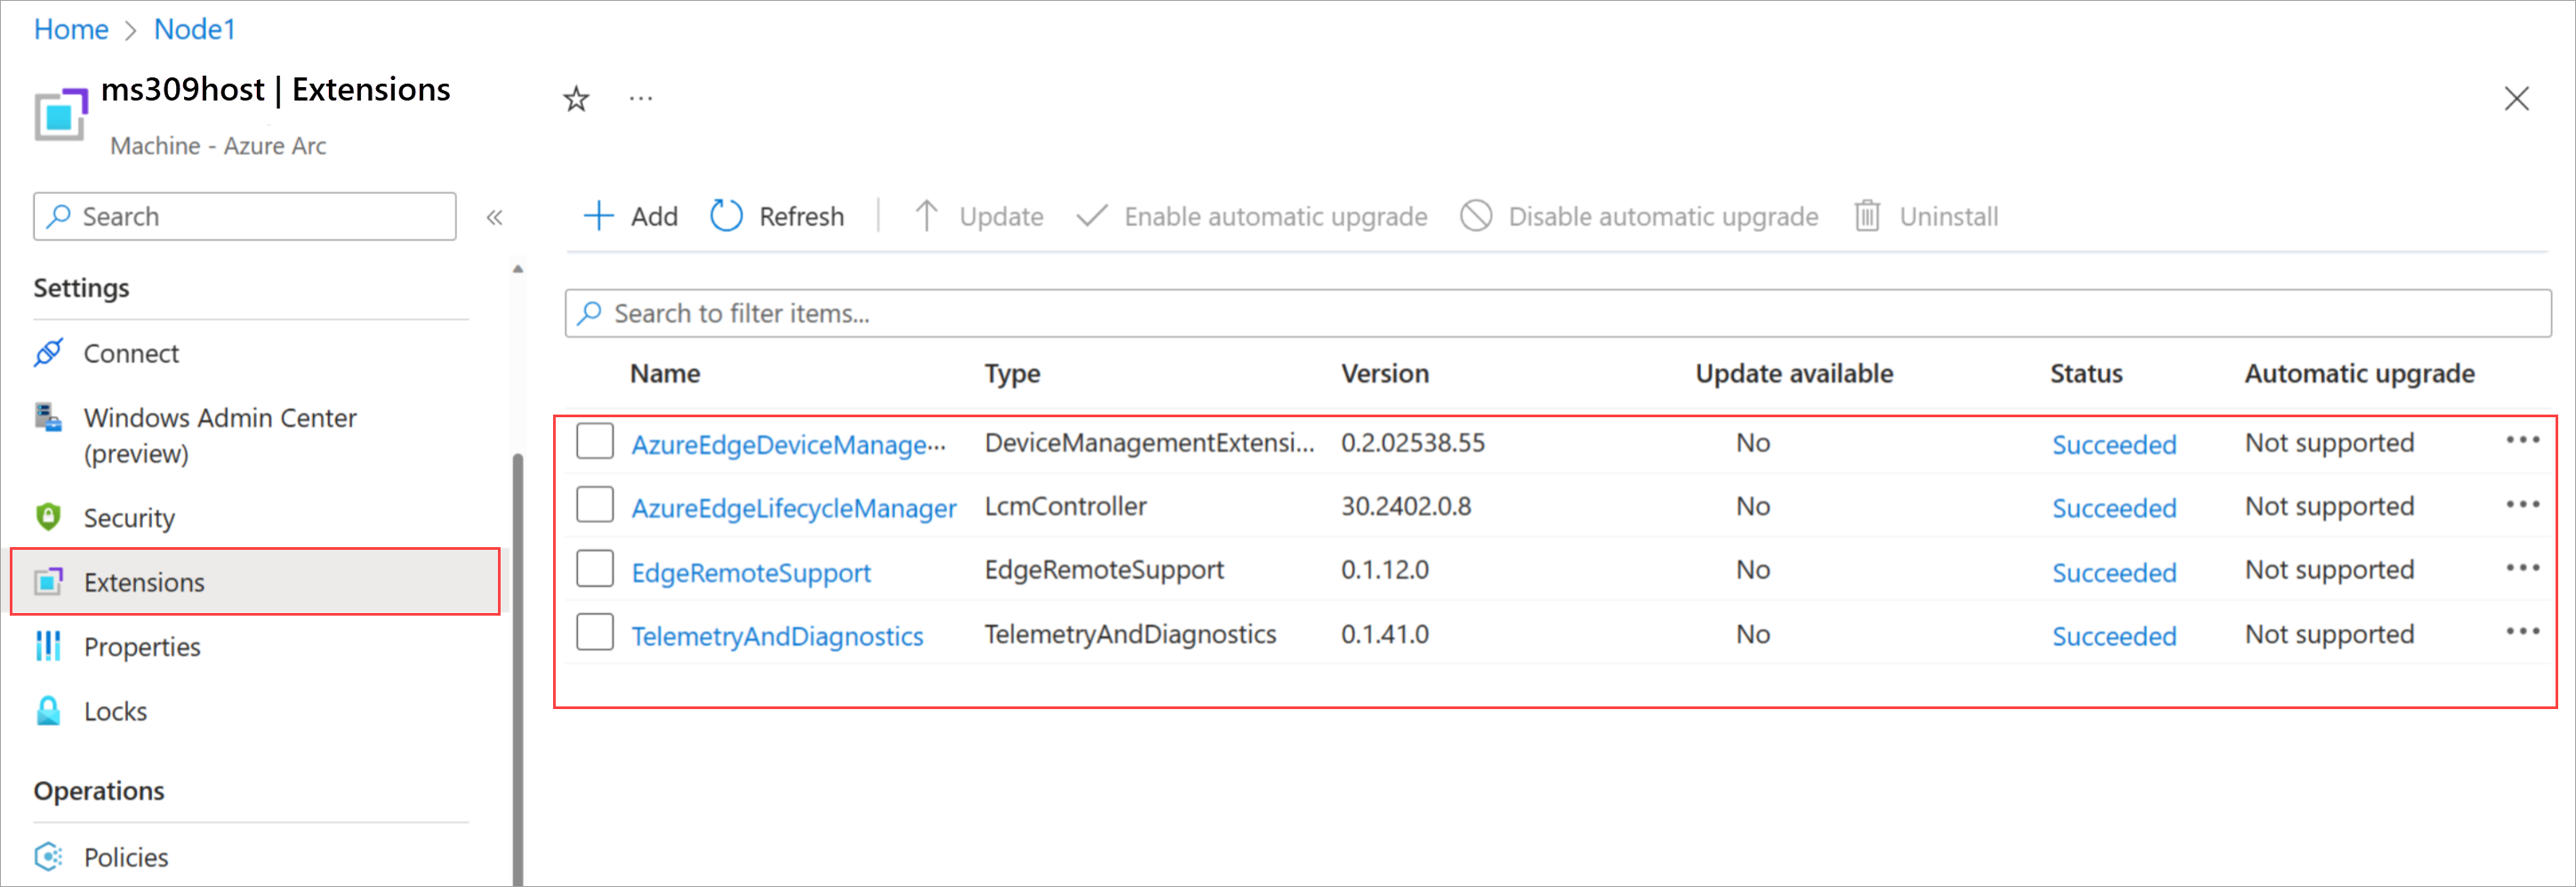 Home > Node1
ms309host | Extensions
...
Machine - Azure Arc
Search
«
Settings
Connect
Windows Admin Center
(preview)
Security
Extensions
Properties
Locks
Operations
Policies
Add Refresh Update Enable automatic upgrade Disable automatic upgrade Uninstall
Search to filter items...
Name Type Version Update available Status Automatic upgrade
AzureEdgeDeviceManage··· DeviceManagementExtensi... 0.2.02538.55 No Succeeded Not supported ...
AzureEdgeLifecycleManager LcmController 30.2402.0.8 No Succeeded Not supported ...
EdgeRemoteSupport EdgeRemoteSupport 0.1.12.0 No Succeeded Not supported ...
TelemetryAndDiagnostics TelemetryAndDiagnostics 0.1.41.0 No Succeeded Not supported ...